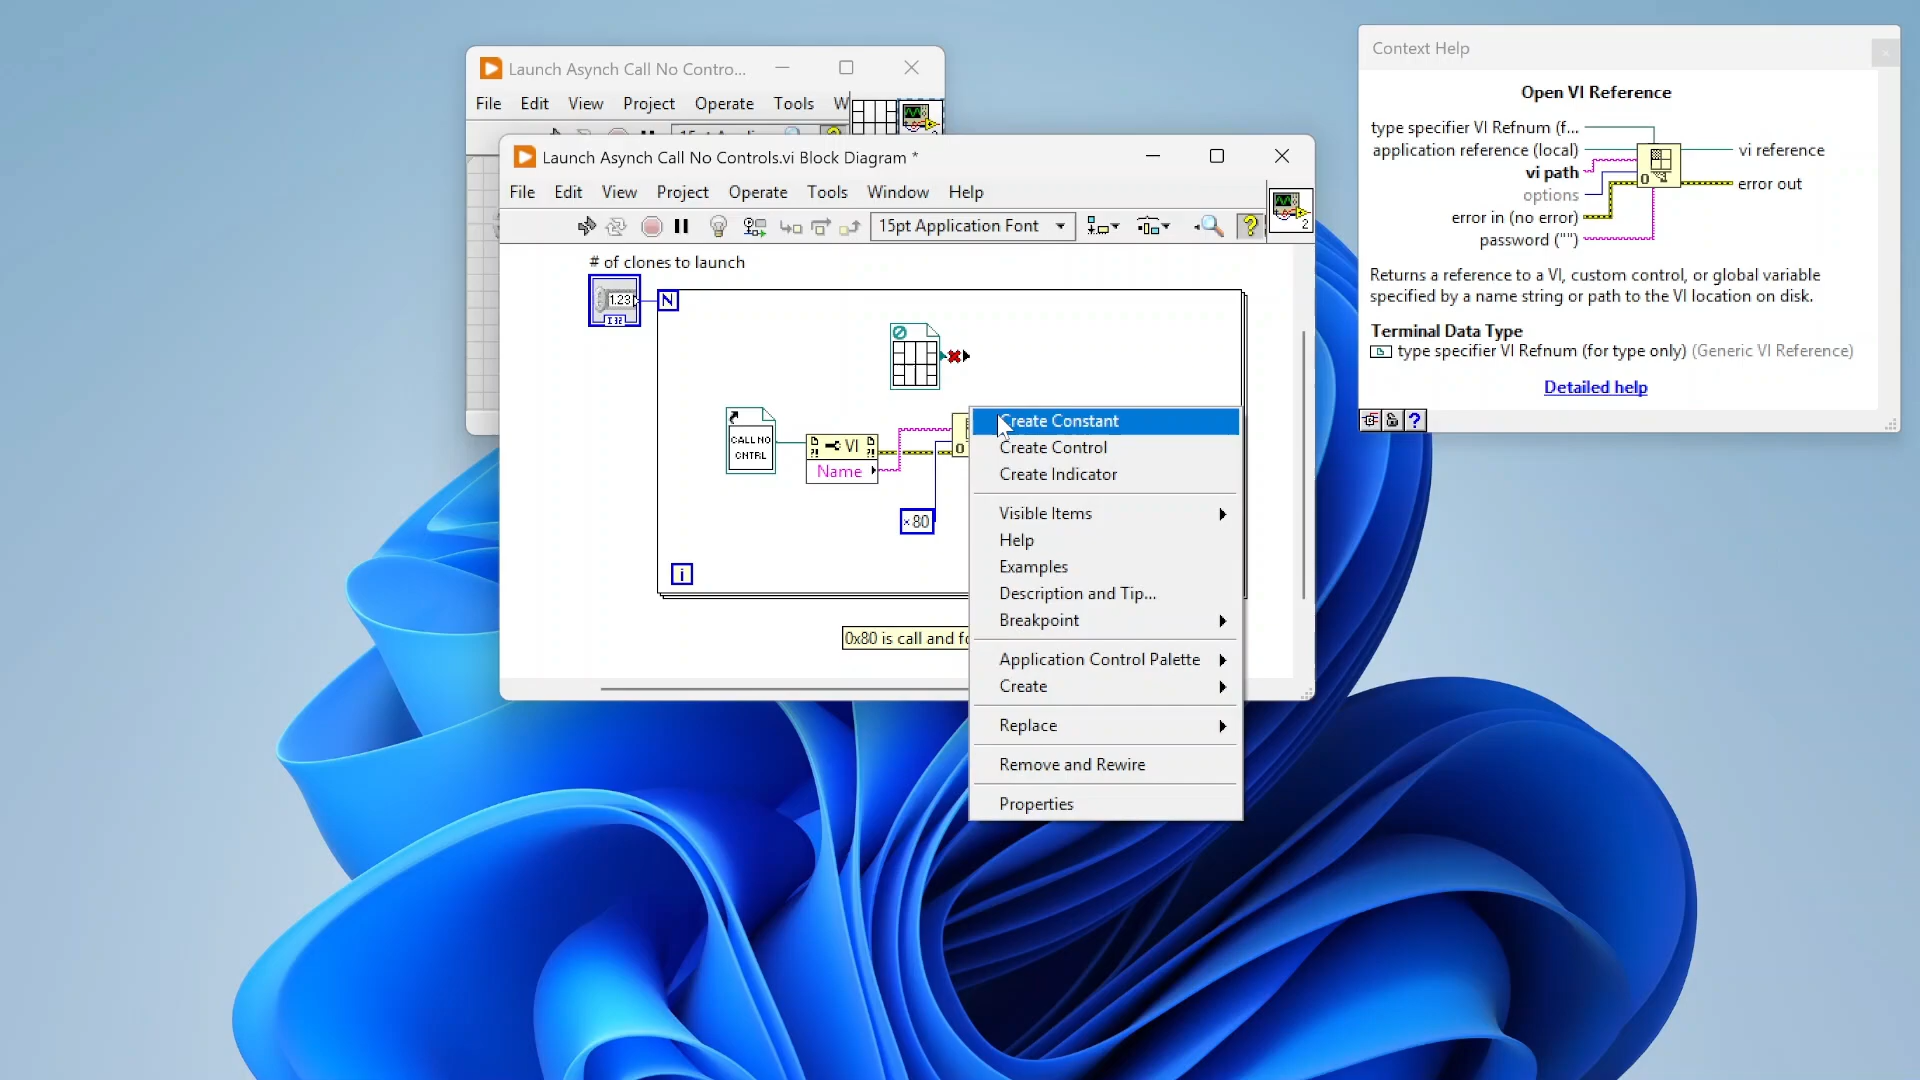 Launch Asynch Call No Contro...
File Edit View Project Operate Tools W
Launch Asynch Call No Controls.vi Block Diagram *
File Edit View Project Operate Tools Window Help
15pt Application Font
2
# of clones to launch
1.23
I32
N
CALL NO
CNTRL
VI
Name
0
×80
i
0x80 is call and fo
Create Constant
Create Control
Create Indicator
Visible Items
Help
Examples
Description and Tip...
Breakpoint
Application Control Palette
Create
Replace
Remove and Rewire
Properties
Context Help
Open VI Reference
type specifier VI Refnum (f...
application reference (local)
vi path
options
error in (no error)
password ("")
0
vi reference
error out
Returns a reference to a VI, custom control, or global variable
specified by a name string or path to the VI location on disk.
Terminal Data Type
type specifier VI Refnum (for type only) (Generic VI Reference)
Detailed help
?